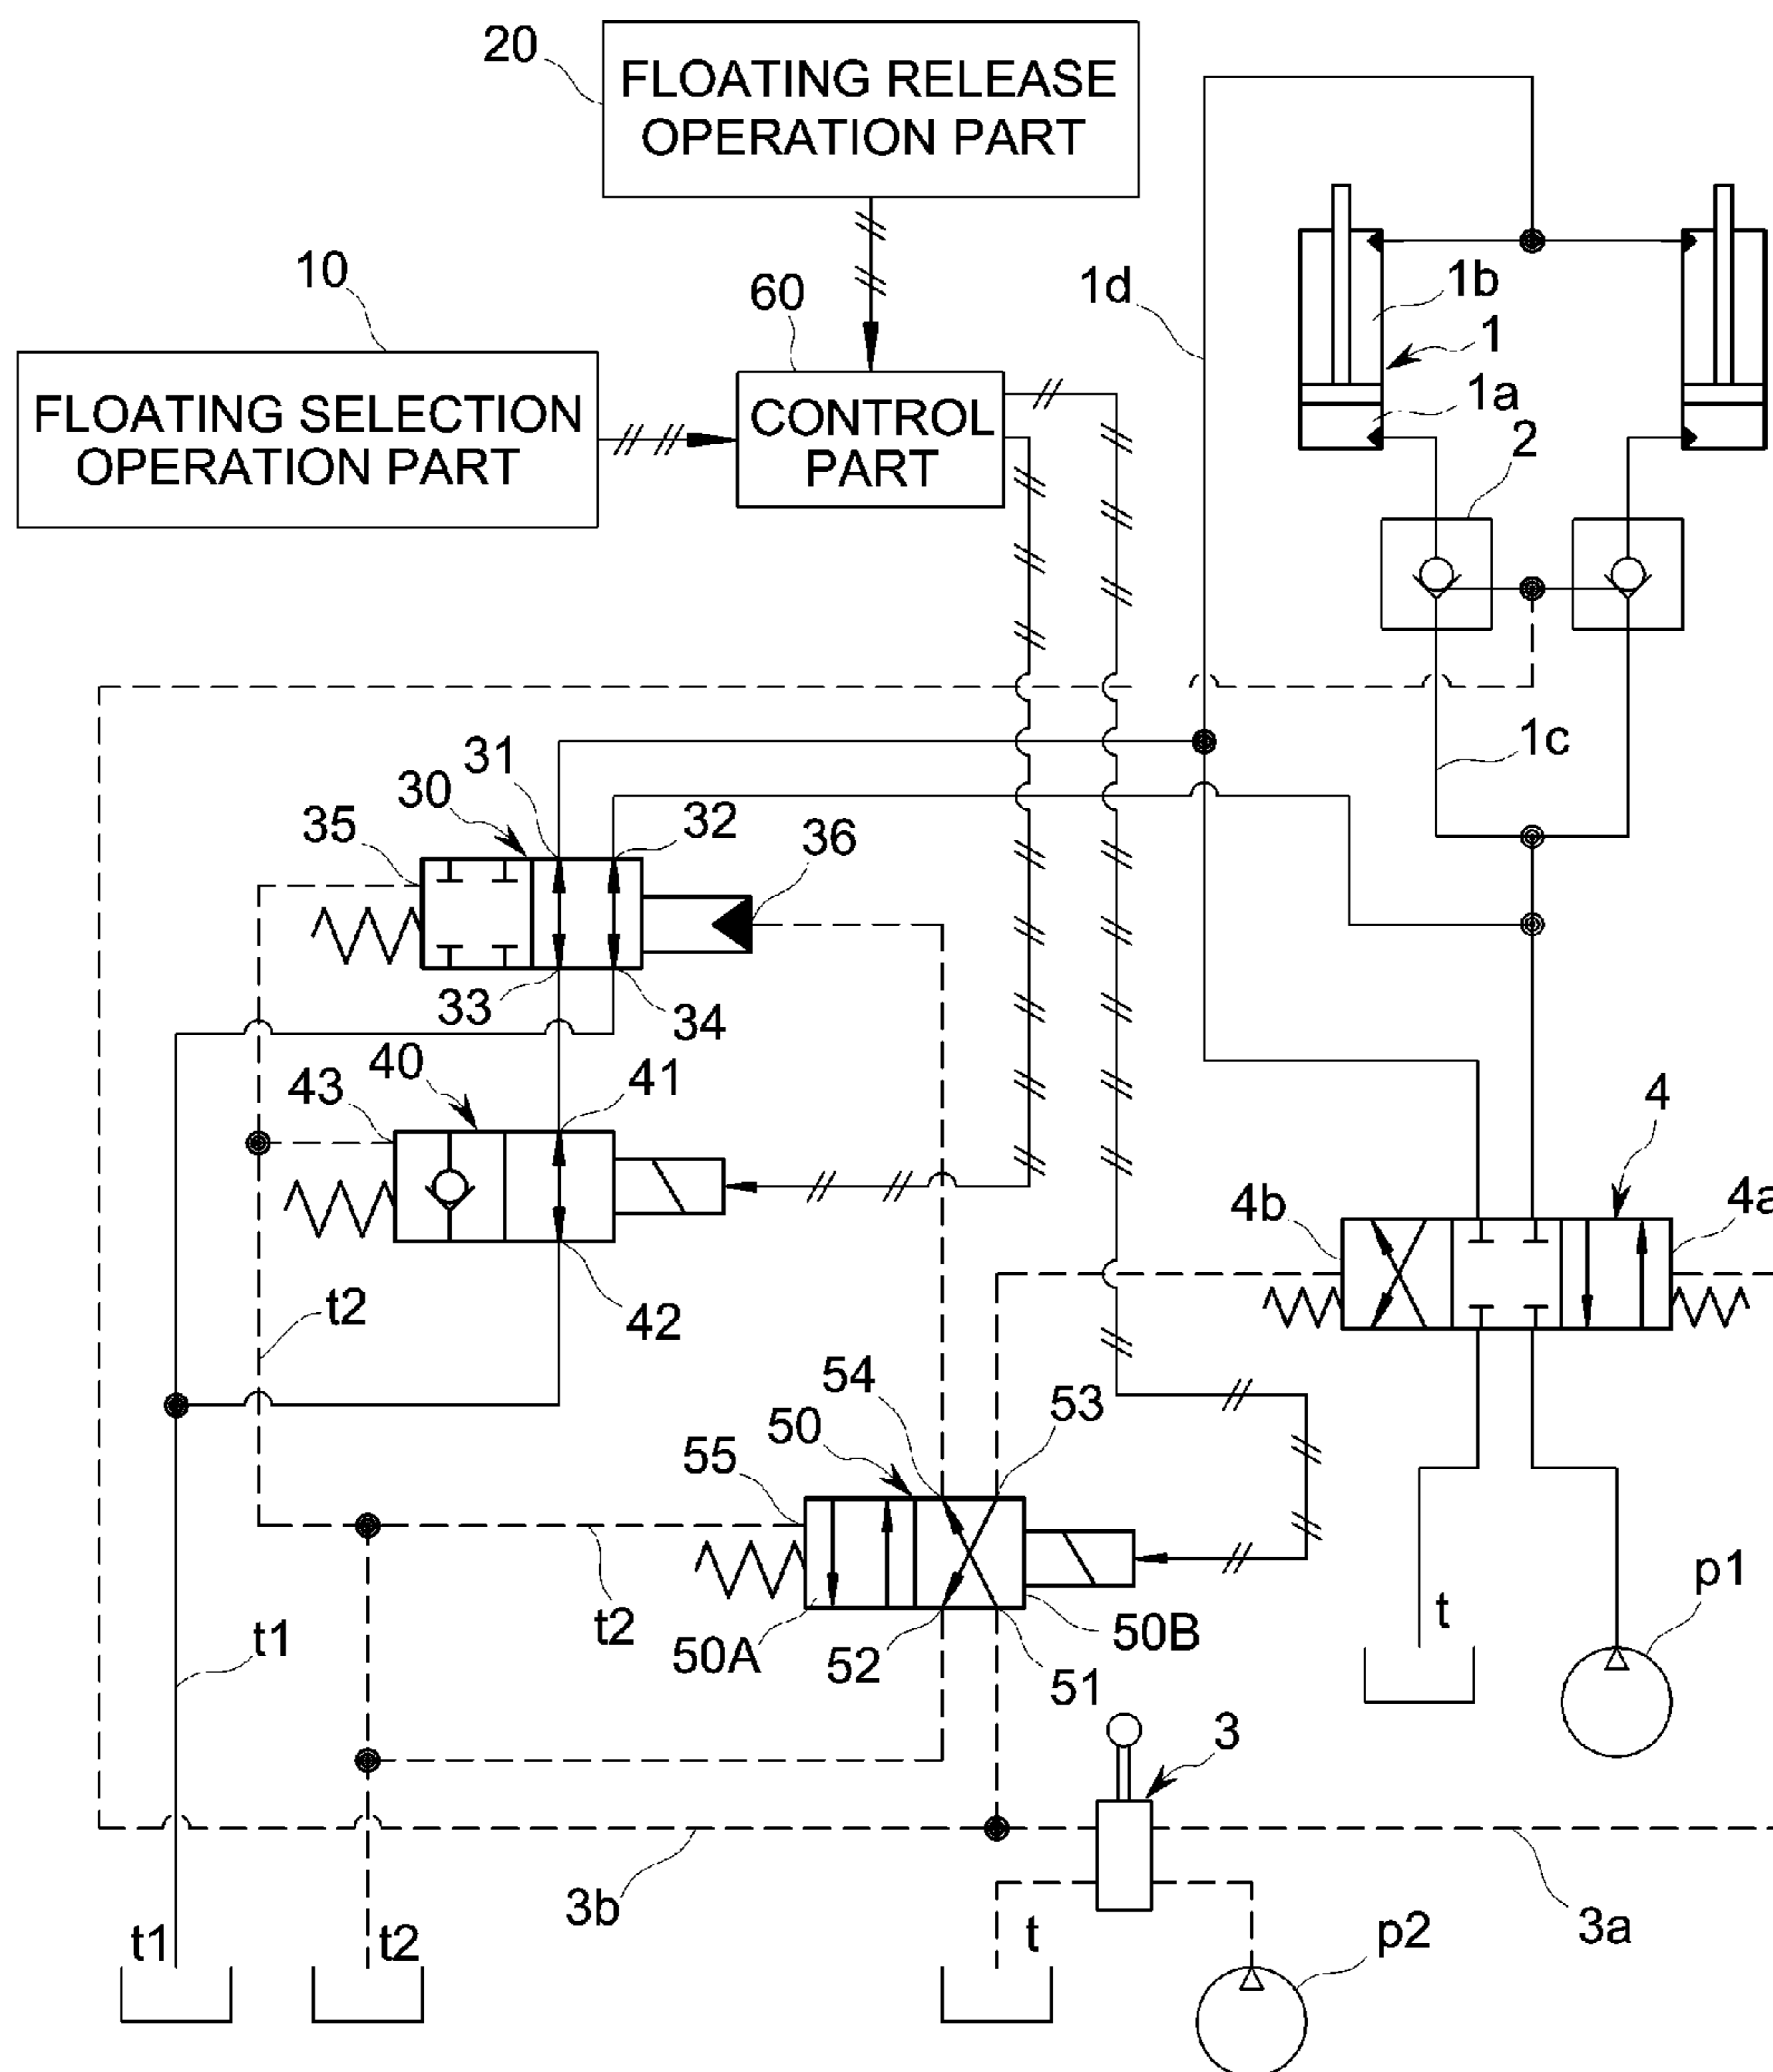 20
FLOATING RELEASE
OPERATION PART
10
60
1d
1b
1
1a
2
FLOATING SELECTION
OPERATION PART
CONTROL
PART
1c
31
30
32
35
36
33
34
40
41
43
4
4b
4a
42
t2
54
53
50
55
p1
t
t2
50A
52
51
50B
t1
3
3b
t1
t2
t
p2
3a